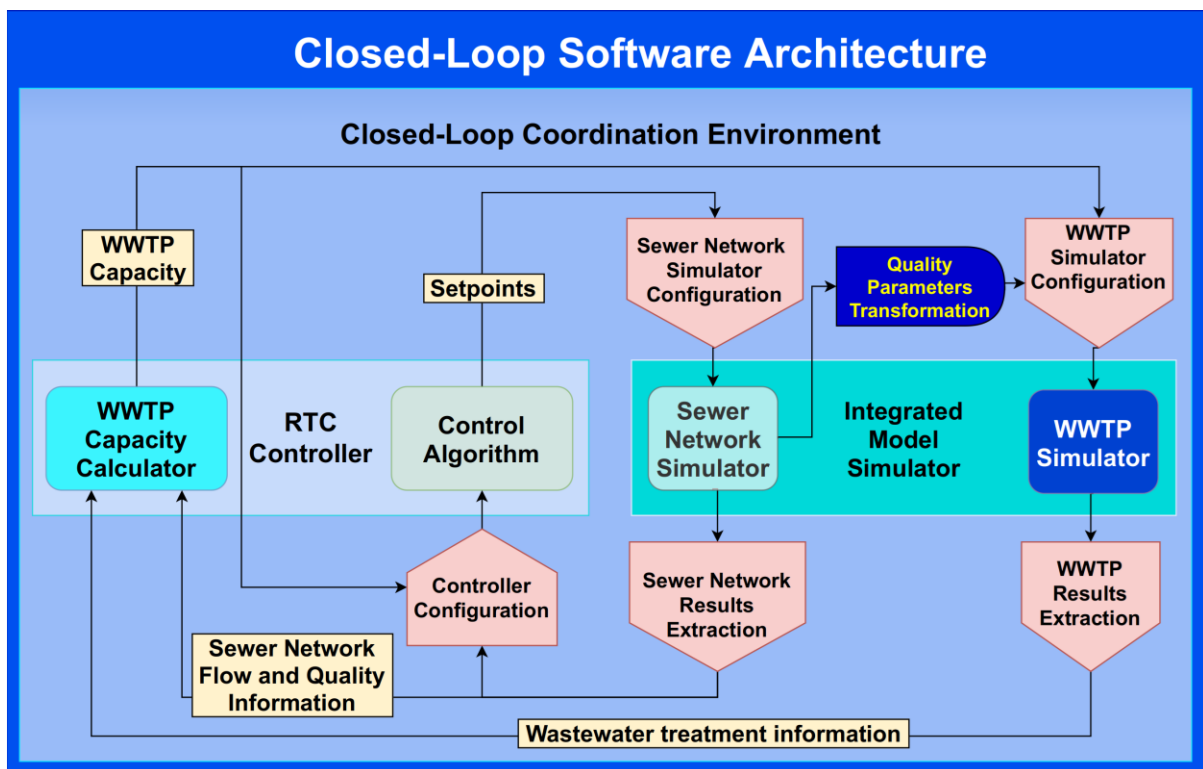 Closed-Loop Software Architecture
Closed-Loop Coordination Environment
WWTP
Capacity
Setpoints
Sewer Network
Simulator
Configuration
Quality
Parameters
Transformation
WWTP
Simulator
Configuration
WWTP
Capacity
Calculator
RTC
Controller
Control
Algorithm
Sewer
Network
Simulator
Integrated
Model
Simulator
WWTP
Simulator
Controller
Configuration
Sewer Network
Results
Extraction
WWTP
Results
Extraction
Sewer Network
Flow and Quality
Information
Wastewater treatment information